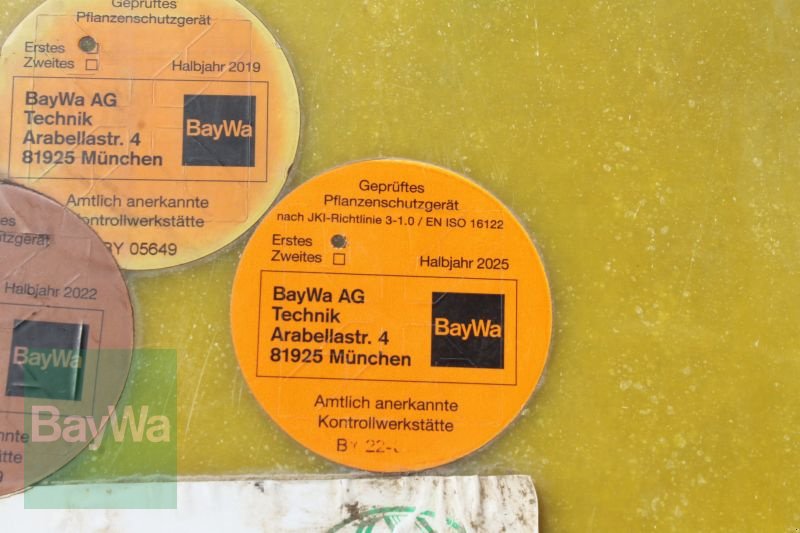 Geprüftes
Pflanzenschutzgerät
Erstes
Zweites
Halbjahr 2019
BayWa AG
Technik
Arabellastr. 4
81925 München
BayWa
Amtlich anerkannte
Kontrollwerkstätte
BY 05649
Halbjahr 2022
BayWa
BayWa
Geprüftes
Pflanzenschutzgerät
nach JKI-Richtlinie 3-1.0 / EN ISO 16122
Erstes
Zweites
Halbjahr 2025
BayWa AG
Technik
Arabellastr. 4
81925 München
BayWa
Amtlich anerkannte
Kontrollwerkstätte
BY 22-